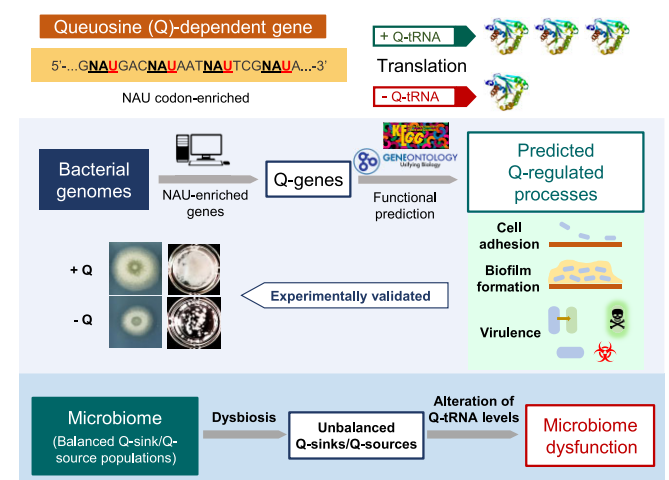 Queuosine (Q)-dependent gene
5'-...GNAUGACNAUAATNAUTCGNAUA...-3'
NAU codon-enriched
+ Q-tRNA
Translation
- Q-tRNA
Bacterial
genomes
NAU-enriched
genes
Q-genes
KEGG
GENEONTOLOGY
Unifying Biology
Functional
prediction
Predicted
Q-regulated
processes
Cell
adhesion
Biofilm
formation
Virulence
+ Q
- Q
Experimentally validated
Microbiome
(Balanced Q-sink/Q-
source populations)
Dysbiosis
Unbalanced
Q-sinks/Q-sources
Alteration of
Q-tRNA levels
Microbiome
dysfunction